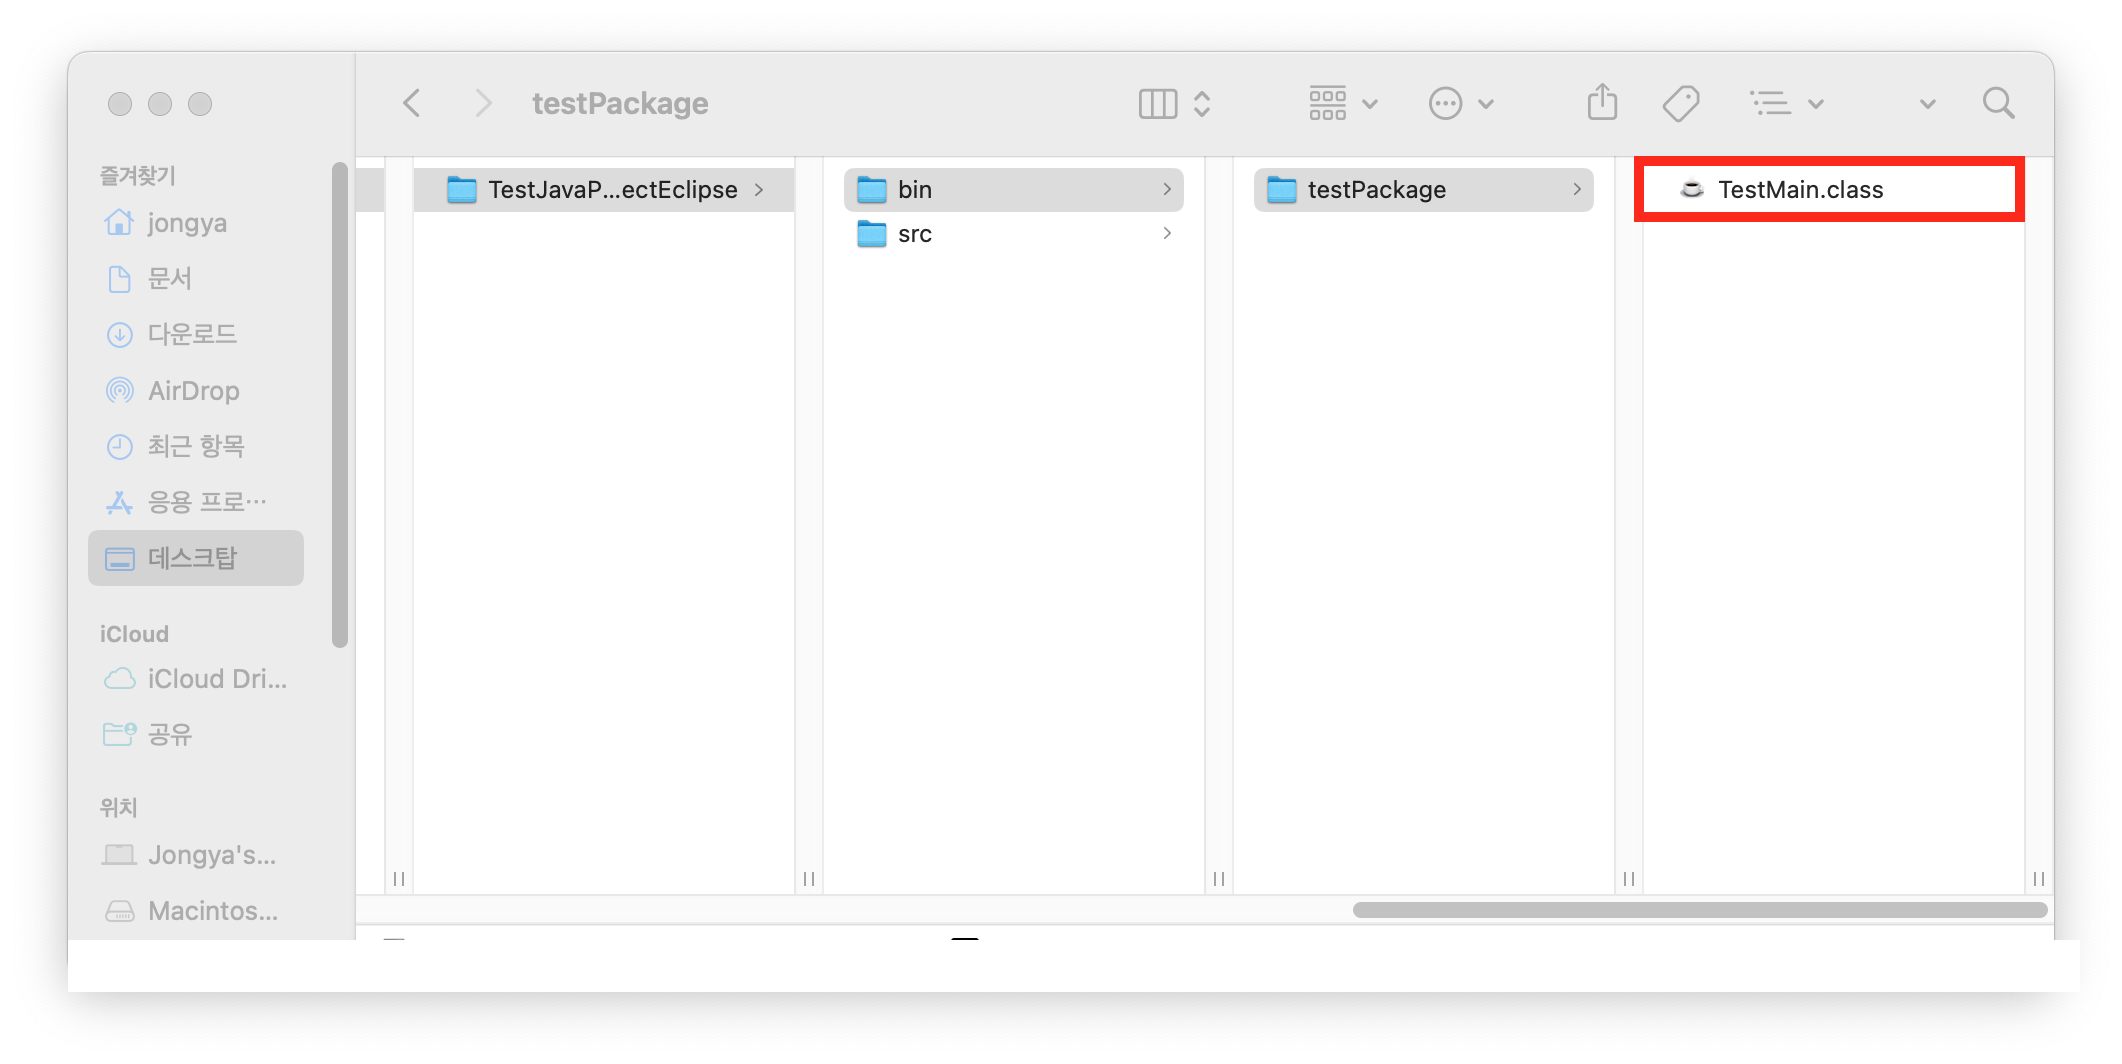 testPackage
즐겨찾기
jongya
문서
다운로드
AirDrop
최근 항목
응용 프로…
데스크탑
iCloud
iCloud Dri...
공유
위치
Jongya's...
Macintos...
TestJavaP...ectEclipse
bin
src
testPackage
TestMain.class